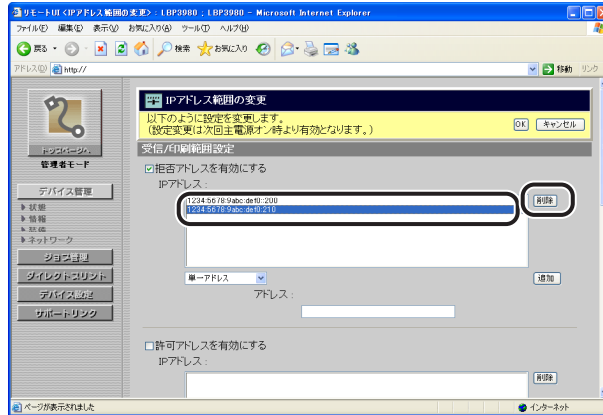 リモートUI <IPアドレス範囲の変更> : LBP3980 ; LBP3980 - Microsoft Internet Explorer
ファイル(F) 編集(E) 表示(V) お気に入り(A) ツール(T) ヘルプ(H)
戻る 検索 お気に入り
アドレス(D) http:// 移動 リンク
トップページへ
管理者モード
デバイス管理
状態
情報
装備
ネットワーク
ジョブ管理
ダイレクトプリント
デバイス設定
サポートリンク
IPアドレス範囲の変更
以下のように設定を変更します。
(設定変更は次回主電源オン時より有効となります。)
OK キャンセル
受信/印刷範囲設定
拒否アドレスを有効にする
IPアドレス :
1234:5678:9abc:def0::200
1234:5678:9abc:def0:210
削除
単一アドレス 追加
アドレス :
許可アドレスを有効にする
IPアドレス :
削除
ページが表示されました インターネット